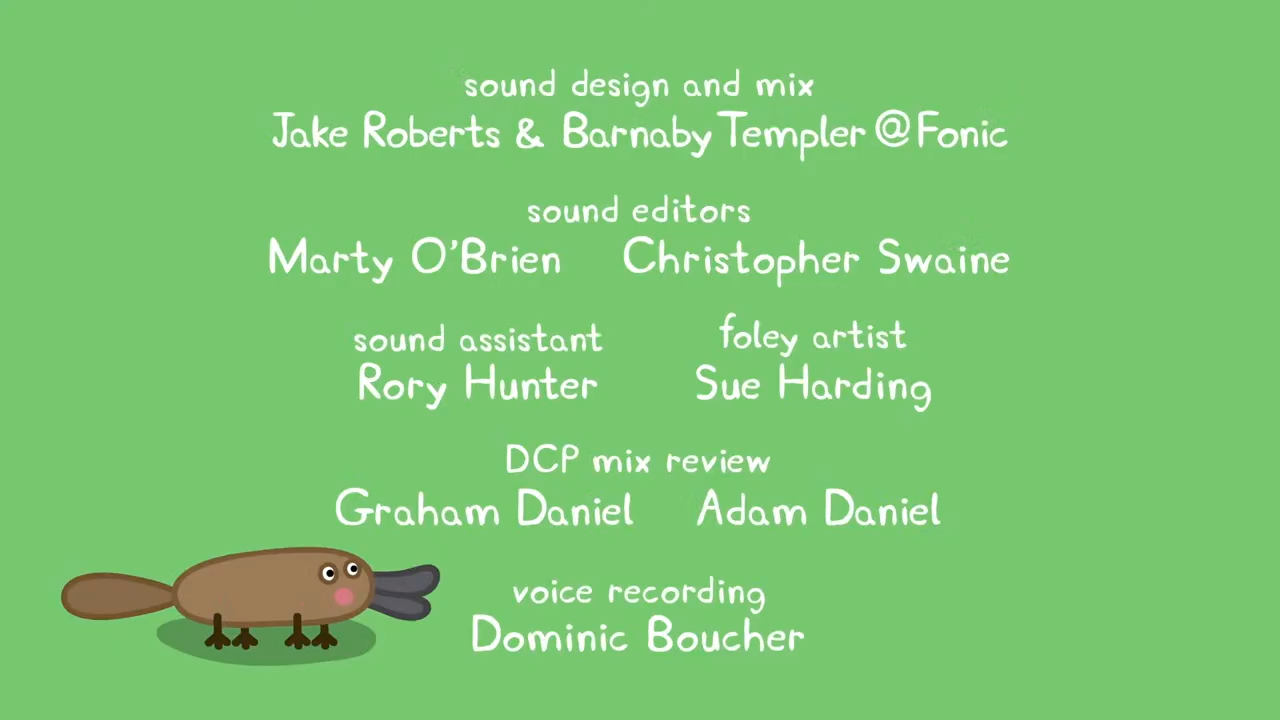 sound design and mix
Jake Roberts & Barnaby Templer @ Fonic
sound editors
Marty O'Brien Christopher Swaine
sound assistant foley artist
Rory Hunter Sue Harding
DCP mix review
Graham Daniel Adam Daniel
voice recording
Dominic Boucher